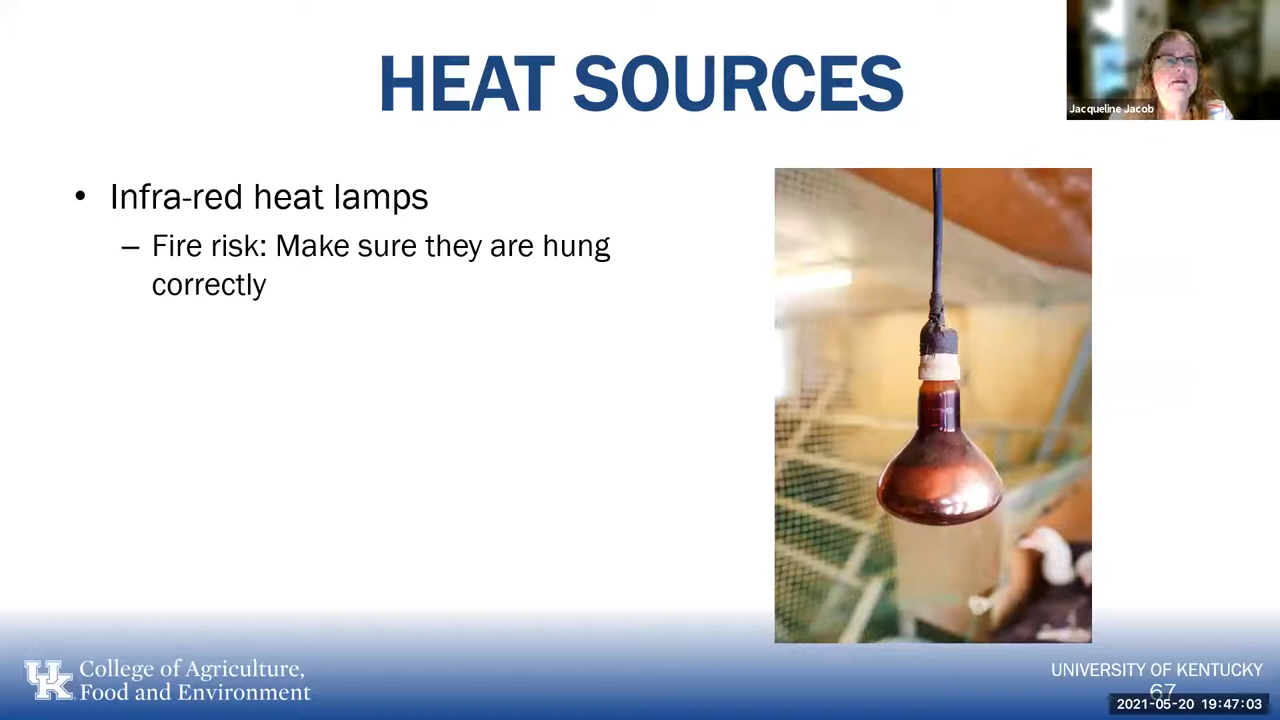 HEAT SOURCES
Jacqueline Jacob
• Infra-red heat lamps
– Fire risk: Make sure they are hung
correctly
UK
College of Agriculture,
Food and Environment
UNIVERSITY OF KENTUCKY
67
2021-05-20 19:47:03